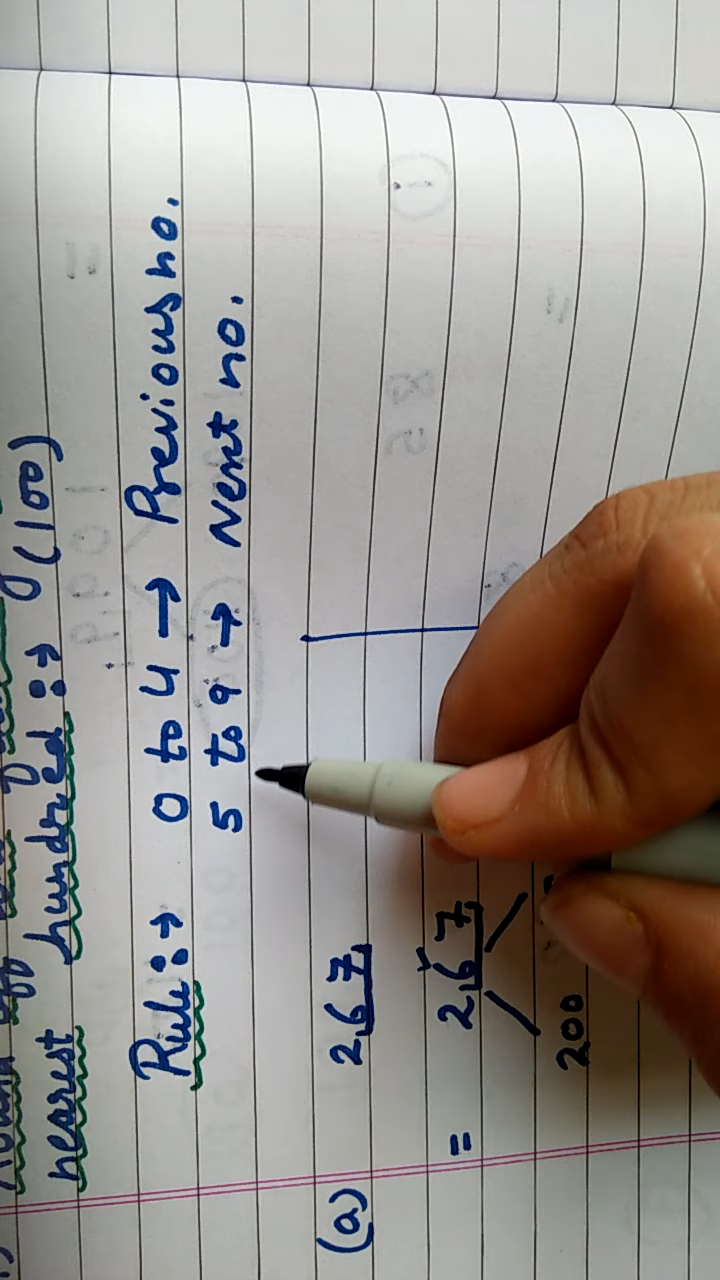 nearest hundred :→ (100)
Rule :→ 0 to 4 → Previous no.
5 to 9 → Next no.
(a) 267
= 267
200